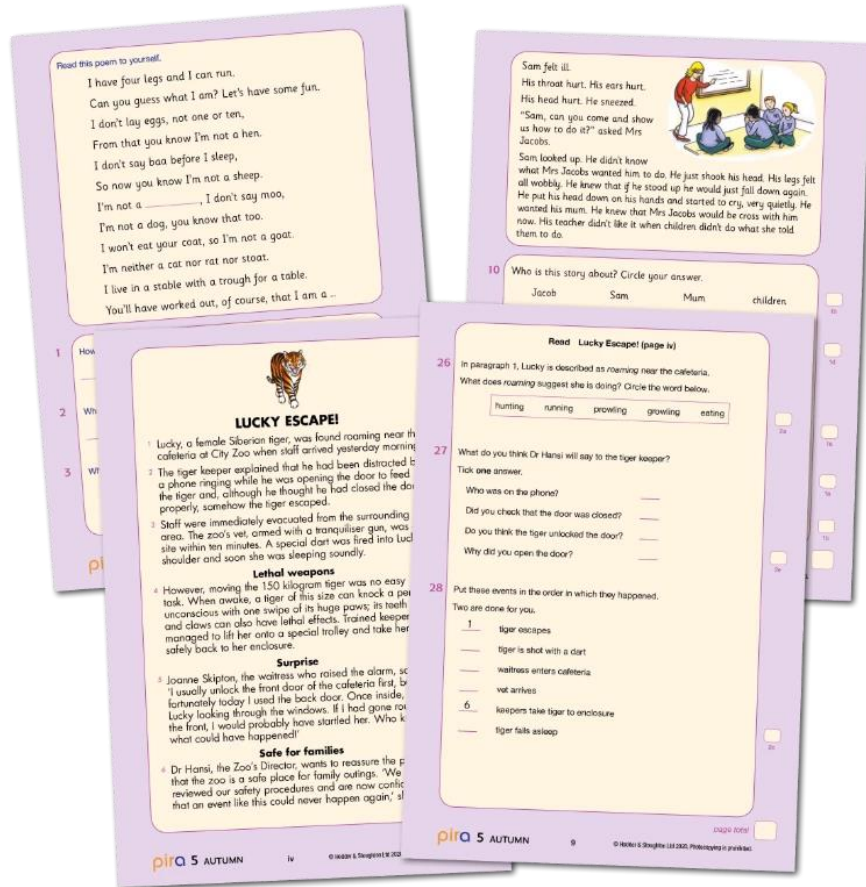 Read this poem to yourself.
I have four legs and I can run.
Can you guess what I am? Let's have some fun.
I don't lay eggs, not one or ten,
From that you know I'm not a hen.
I don't say baa before I sleep,
So now you know I'm not a sheep.
I'm not a ________, I don't say moo,
I'm not a dog, you know that too.
I won't eat your coat, so I'm not a goat.
I'm neither a cat nor rat nor stoat.
I live in a stable with a trough for a table.
You'll have worked out, of course, that I am a ..
1 How
2
3
Sam felt ill.
His throat hurt. His ears hurt.
His head hurt. He sneezed.
"Sam, can you come and show
us how to do it?" asked Mrs
Jacobs.
Sam looked up. He didn't know
what Mrs Jacobs wanted him to do. He just shook his head. His legs felt
all wobbly. He knew that if he stood up he would just fall down again.
He put his head down on his hands and started to cry, very quietly. He
wanted his mum. He knew that Mrs Jacobs would be cross with him
now. His teacher didn't like it when children didn't do what she told
them to do.
10 Who is this story about? Circle your answer.
Jacob Sam Mum children
LUCKY ESCAPE!
1 Lucky, a female Siberian tiger, was found roaming near
cafeteria at City Zoo when staff arrived yesterday
2 The tiger keeper explained that he had been distracted
a phone ringing while he was opening the door to feed
the tiger and, although he thought he had closed the
properly, somehow the tiger escaped.
3 Staff were immediately evacuated from the surrounding
area. The zoo's vet, armed with a tranquiliser gun, was
site within ten minutes. A special dart was fired into
shoulder and soon she was sleeping soundly.
Lethal weapons
4 However, moving the 150 kilogram tiger was no easy
task. When awake, a tiger of this size can knock a
unconscious with one swipe of its huge paws; its teeth
and claws can also have lethal effects. Trained
managed to lift her onto a special trolley and take her
safely back to her enclosure.
Surprise
5 Joanne Skipton, the waitress who raised the alarm,
'I usually unlock the front door of the cafeteria first,
fortunately today I used the back door. Once inside,
Lucky looking through the windows. If I had gone
the front, I would probably have startled her. Who
what could have happened!'
Safe for families
6 Dr Hansi, the Zoo's Director, wants to reassure the
that the zoo is a safe place for family outings. 'We
reviewed our safety procedures and are now
that an event like this could never happen again,'
pira 5 AUTUMN iv © Hodder & Stoughton Ltd
Read Lucky Escape! (page iv)
26 In paragraph 1, Lucky is described as roaming near the cafeteria.
What does roaming suggest she is doing? Circle the word below.
hunting running prowling growling eating
27 What do you think Dr Hansi will say to the tiger keeper?
Tick one answer.
Who was on the phone?
Did you check that the door was closed?
Do you think the tiger unlocked the door?
Why did you open the door?
28 Put these events in the order in which they happened.
Two are done for you.
1 tiger escapes
tiger is shot with a dart
waitress enters cafeteria
vet arrives
6 keepers take tiger to enclosure
tiger falls asleep
page total
pira 5 AUTUMN 9 © Hodder & Stoughton Ltd 2020. Photocopying is prohibited.